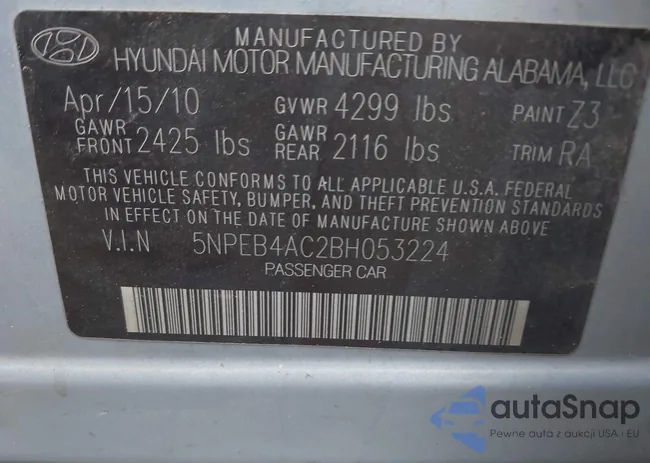 MANUFACTURED BY
HYUNDAI MOTOR MANUFACTURING ALABAMA, LLC
Apr/15/10 GVWR 4299 lbs PAINT Z3
GAWR FRONT 2425 lbs GAWR REAR 2116 lbs TRIM RA
THIS VEHICLE CONFORMS TO ALL APPLICABLE U.S.A. FEDERAL
MOTOR VEHICLE SAFETY, BUMPER, AND THEFT PREVENTION STANDARDS
IN EFFECT ON THE DATE OF MANUFACTURE SHOWN ABOVE
V.I.N 5NPEB4AC2BH053224
PASSENGER CAR
autaSnap
Pewne auta z aukcji USA · EU